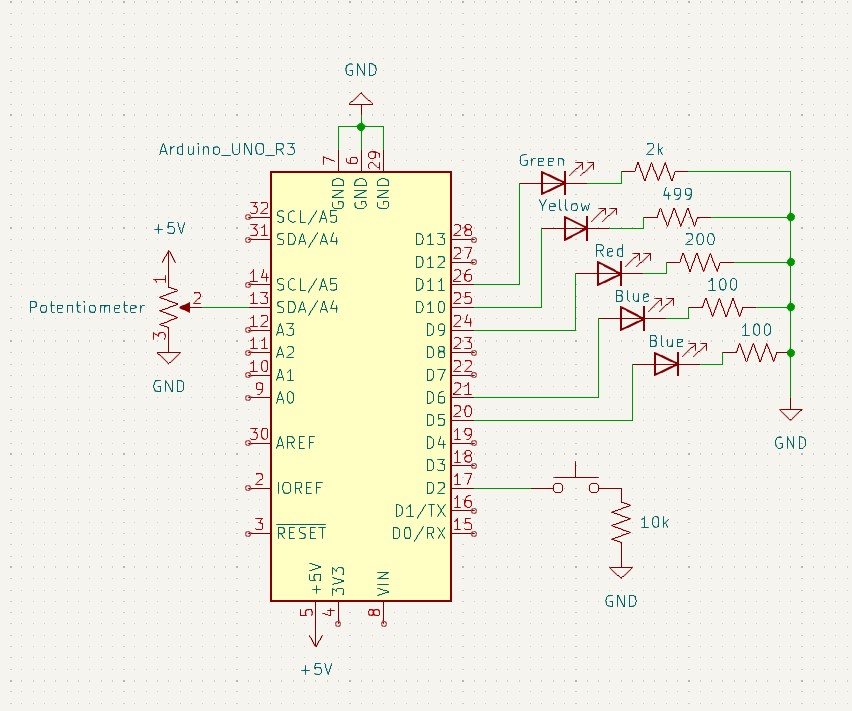 GND
Arduino_UNO_R3
7
6
29
GND
GND
GND
32
SCL/A5
31
SDA/A4
14
SCL/A5
13
SDA/A4
12
A3
11
A2
10
A1
9
A0
30
AREF
2
IOREF
3
RESET
D13
28
D12
27
D11
26
D10
25
D9
24
D8
23
D7
22
D6
21
D5
20
D4
19
D3
18
D2
17
D1/TX
16
D0/RX
15
+5V
3V3
VIN
5
4
8
+5V
+5V
1
Potentiometer
2
3
GND
Green
2k
Yellow
499
Red
200
Blue
100
Blue
100
GND
10k
GND